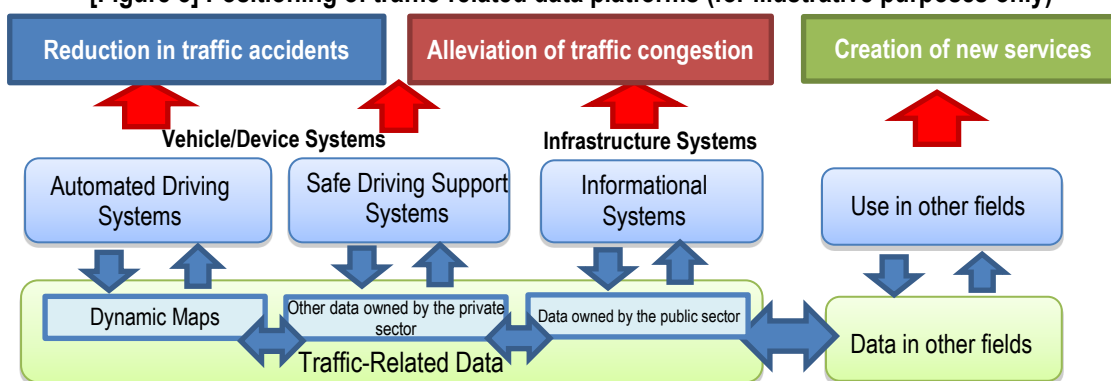 [Figure 6] Positioning of traffic-related data platforms (for illustrative purposes only)
Reduction in traffic accidents
Alleviation of traffic congestion
Creation of new services
Vehicle/Device Systems
Infrastructure Systems
Automated Driving
Systems
Safe Driving Support
Systems
Informational
Systems
Use in other fields
Dynamic Maps
Other data owned by the private
sector
Data owned by the public sector
Traffic-Related Data
Data in other fields